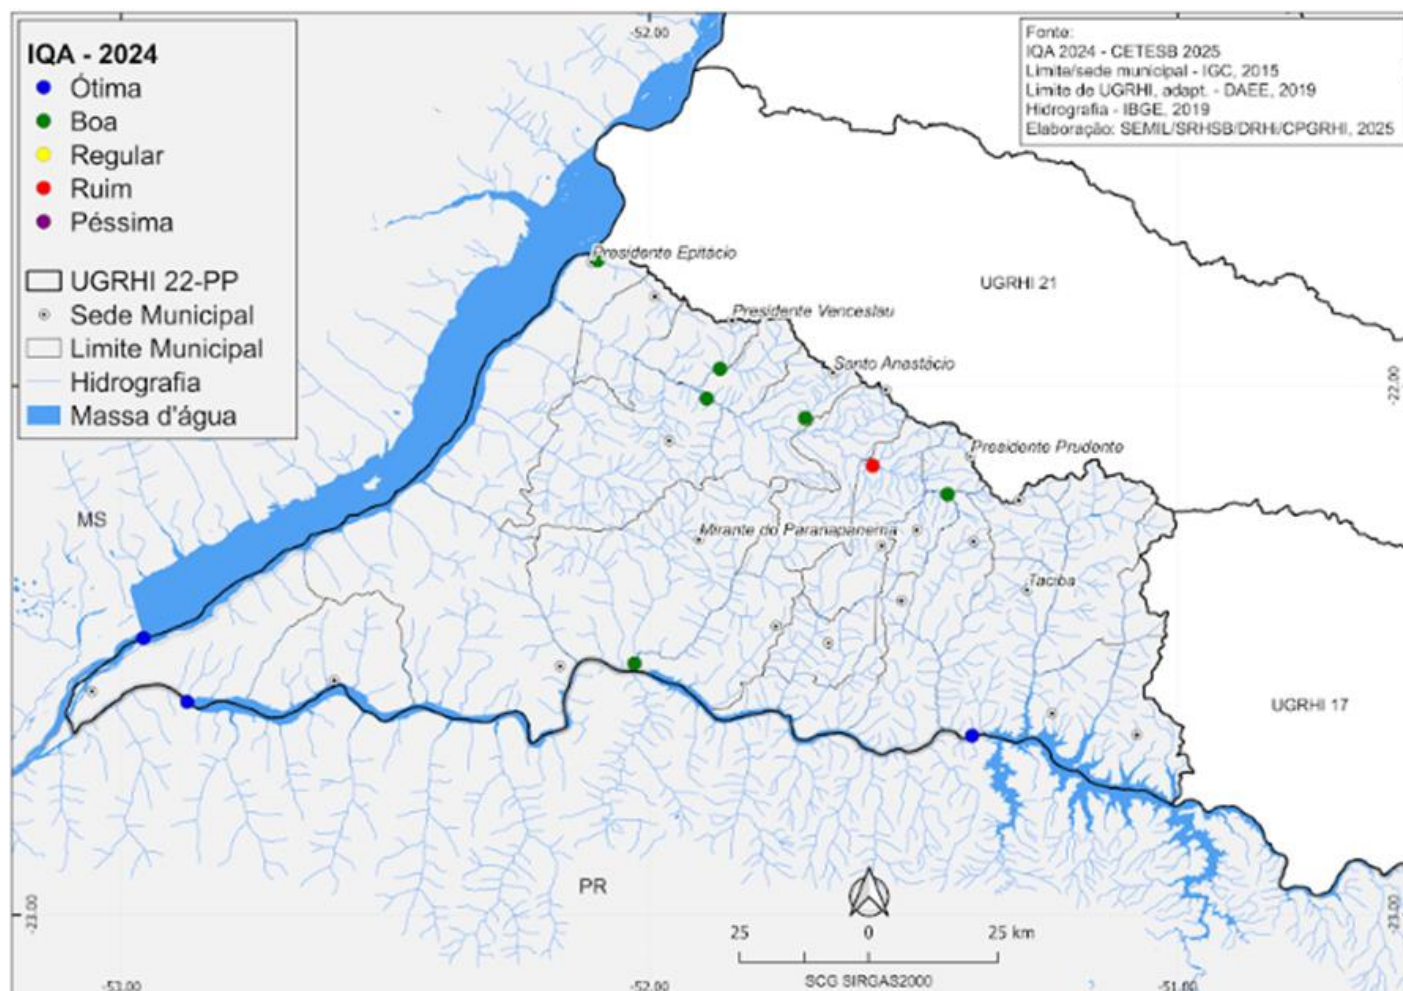 -52.00
IQA - 2024
Ótima
Boa
Regular
Ruim
Péssima
UGRHI 22-PP
Sede Municipal
Limite Municipal
Hidrografia
Massa d'água
Fonte:
IQA 2024 - CETESB 2025
Limite/sede municipal - IGC, 2015
Limite de UGRHI, adapt. - DAEE, 2019
Hidrografia - IBGE, 2019
Elaboração: SEMIL/SRHSB/DRHi/CPGRHI, 2025
Presidente Epitácio
UGRHI 21
Presidente Venceslau
Santo Anastácio
-22.00
Presidente Prudente
MS
Mirante do Paranapanema
Taciba
UGRHI 17
PR
-23.00
-23.00
25
0
25 km
SCG SIRGAS2000
-53.00
-52.00
-51.00